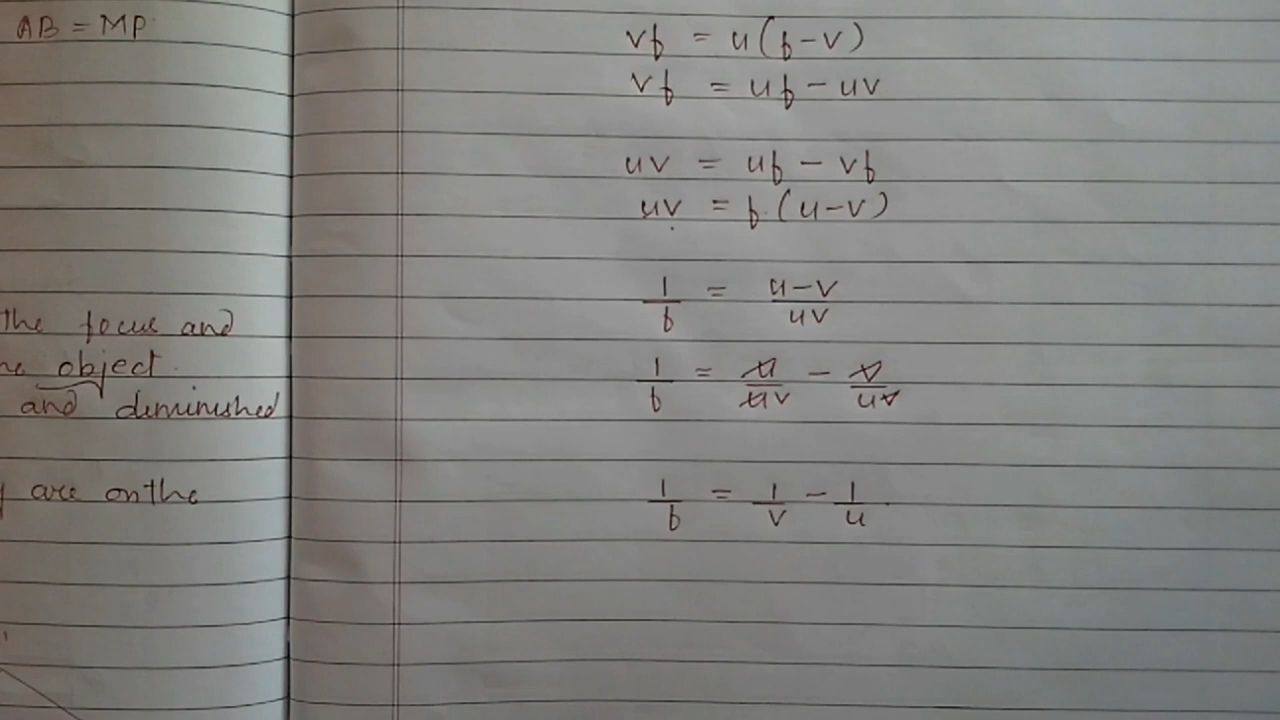 AB = MP
the focus and
object
and deminished
are on the
vf = u(f-v)
vf = uf - uv
uv = uf - vf
uv = f.(u-v)
1/f = u-v/uv
1/f = u/uv - v/uv
1/f = 1/v - 1/u